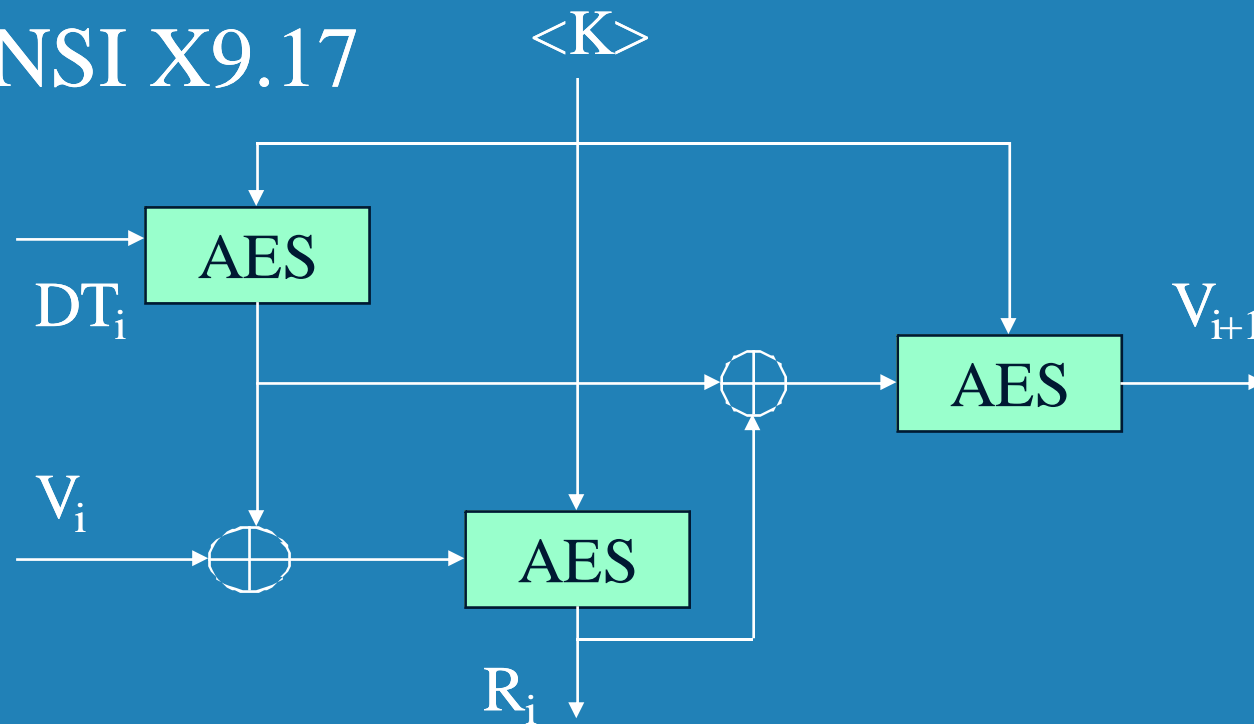 NSI X9.17
<K>
AES
DTi
Vi+1
AES
Vi
AES
Ri